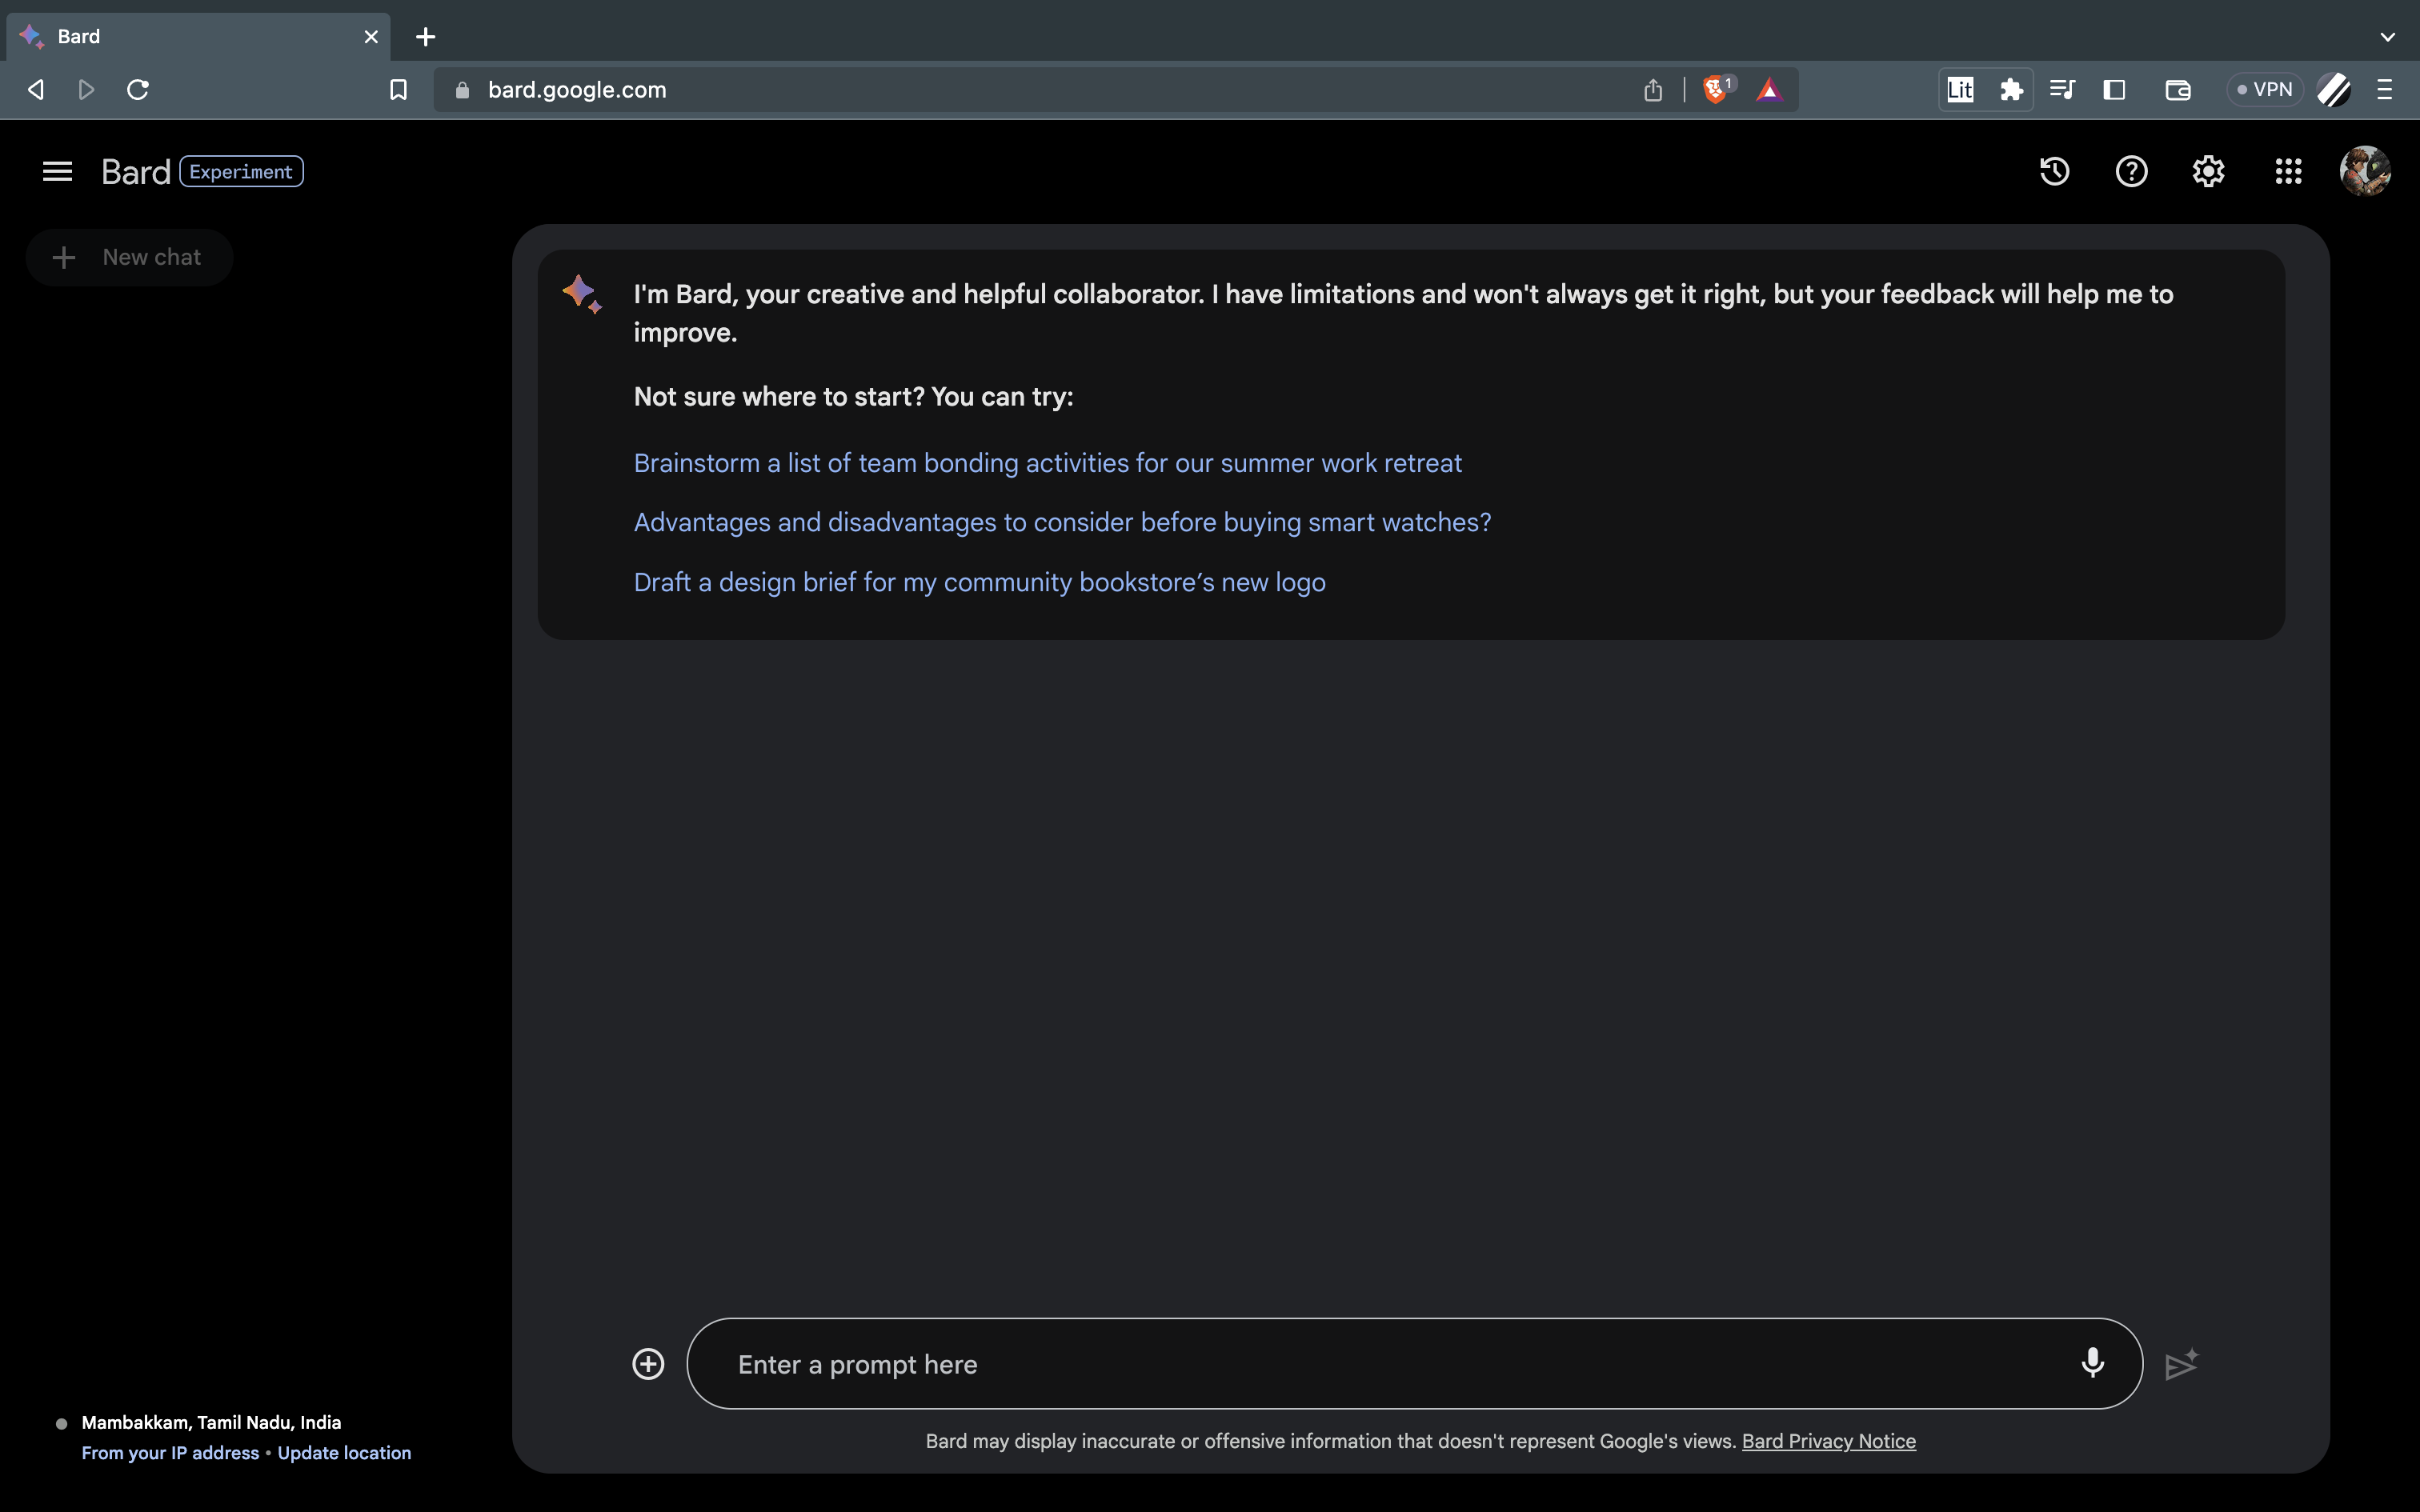 Bard
bard.google.com
1
Lit
VPN
Bard Experiment
New chat
I'm Bard, your creative and helpful collaborator. I have limitations and won't always get it right, but your feedback will help me to
improve.
Not sure where to start? You can try:
Brainstorm a list of team bonding activities for our summer work retreat
Advantages and disadvantages to consider before buying smart watches?
Draft a design brief for my community bookstore’s new logo
Enter a prompt here
Mambakkam, Tamil Nadu, India
From your IP address • Update location
Bard may display inaccurate or offensive information that doesn't represent Google's views. Bard Privacy Notice